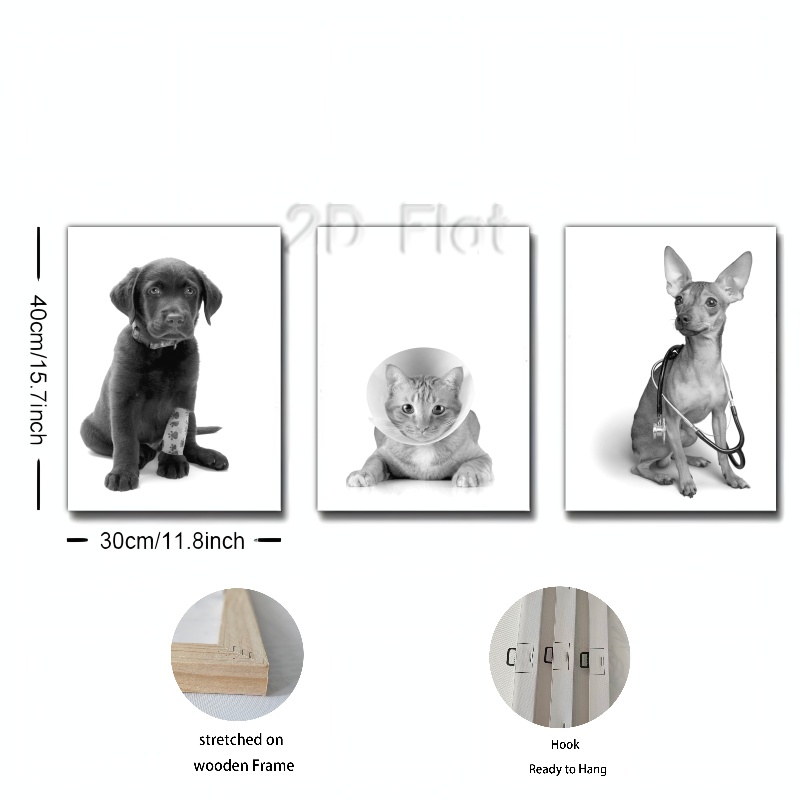 2D Flat
40cm/15.7inch
30cm/11.8inch
stretched on
wooden Frame
Hook
Ready to Hang